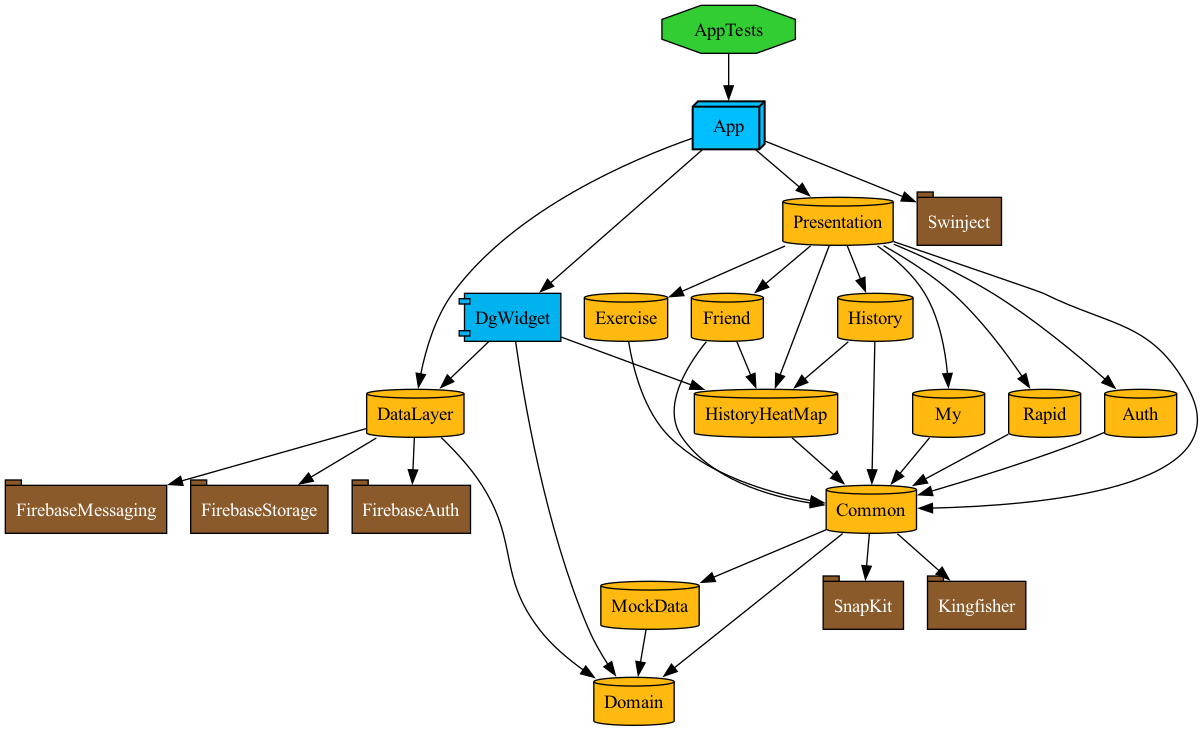 AppTests
App
Presentation
Swinject
DgWidget
Exercise
Friend
History
DataLayer
HistoryHeatMap
My
Rapid
Auth
FirebaseMessaging
FirebaseStorage
FirebaseAuth
Common
MockData
SnapKit
Kingfisher
Domain